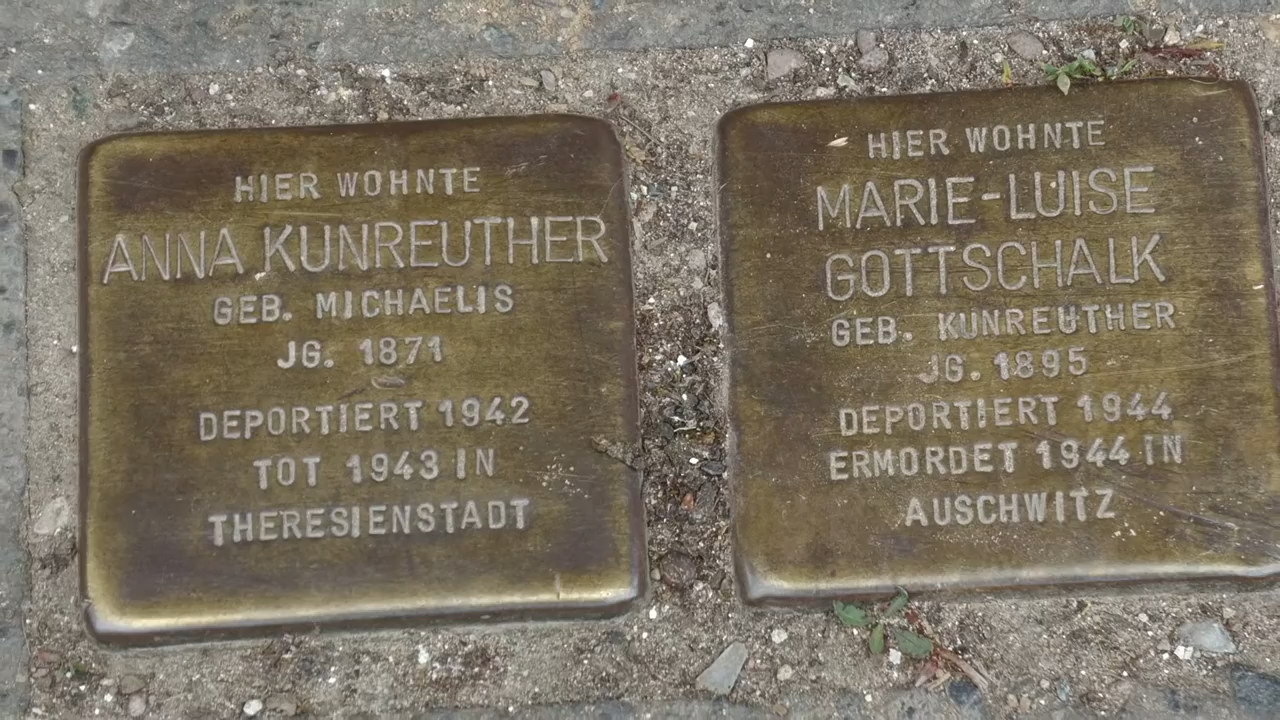 HIER WOHNTE
ANNA KUNREUTHER
GEB. MICHAELIS
JG. 1871
DEPORTIERT 1942
TOT 1943 IN
THERESIENSTADT
HIER WOHNTE
MARIE-LUISE
GOTTSCHALK
GEB. KUNREUTHER
JG. 1895
DEPORTIERT 1944
ERMORDET 1944 IN
AUSCHWITZ